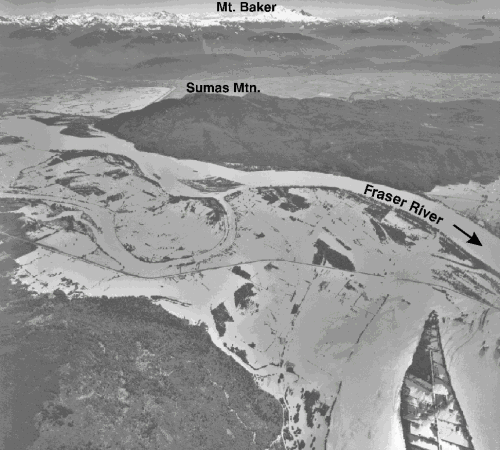 Mt. Baker
Sumas Mtn.
Fraser River